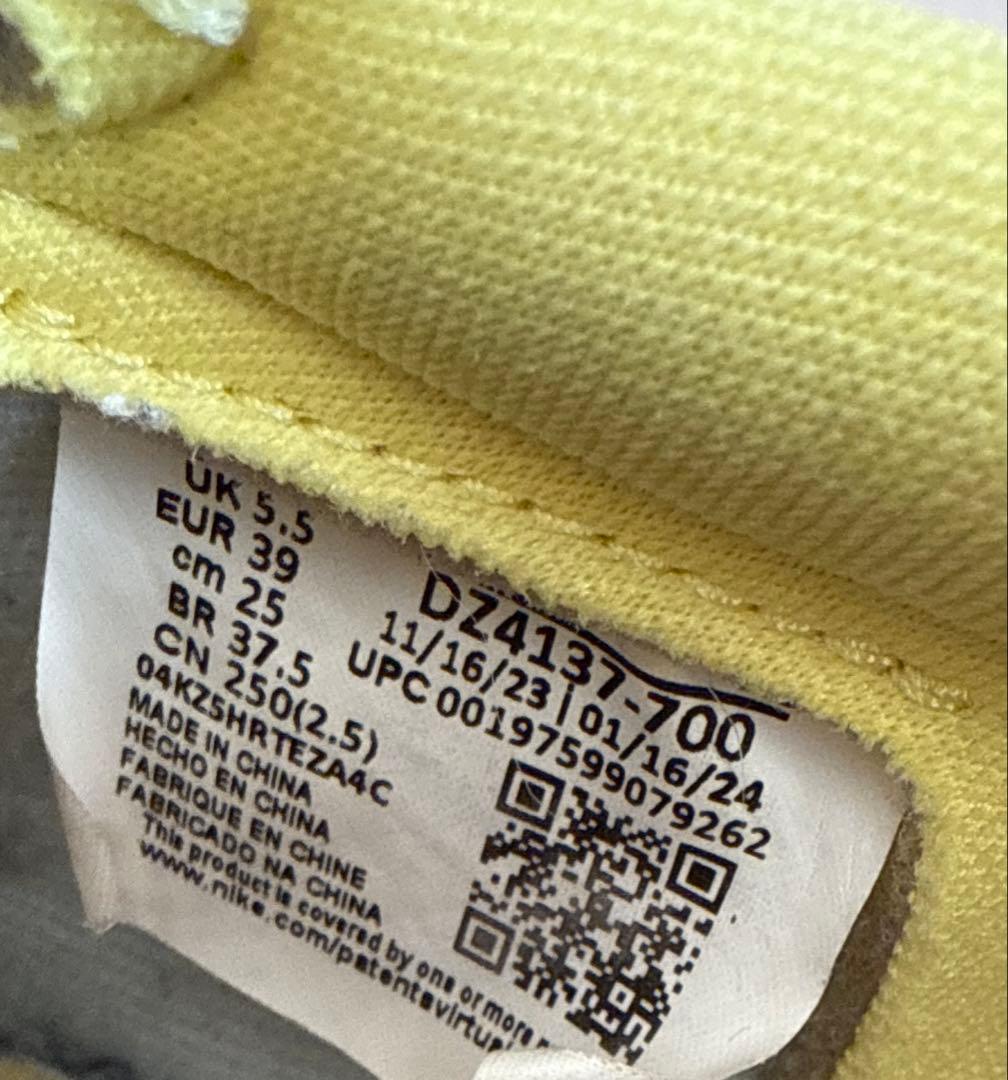 UK 5.5
EUR 39
cm 25
BR 37.5
CN 250(2.5)
04KZ5HRTEZA4C
MADE IN CHINA
HECHO EN CHINA
FABRIQUE EN CHINE
FABRICADO NA CHINA
This product is covered by one or more
www.nike.com/patentsvirtu
DZ4137-700
11/16/23 | 01/16/24
UPC 00197599079262